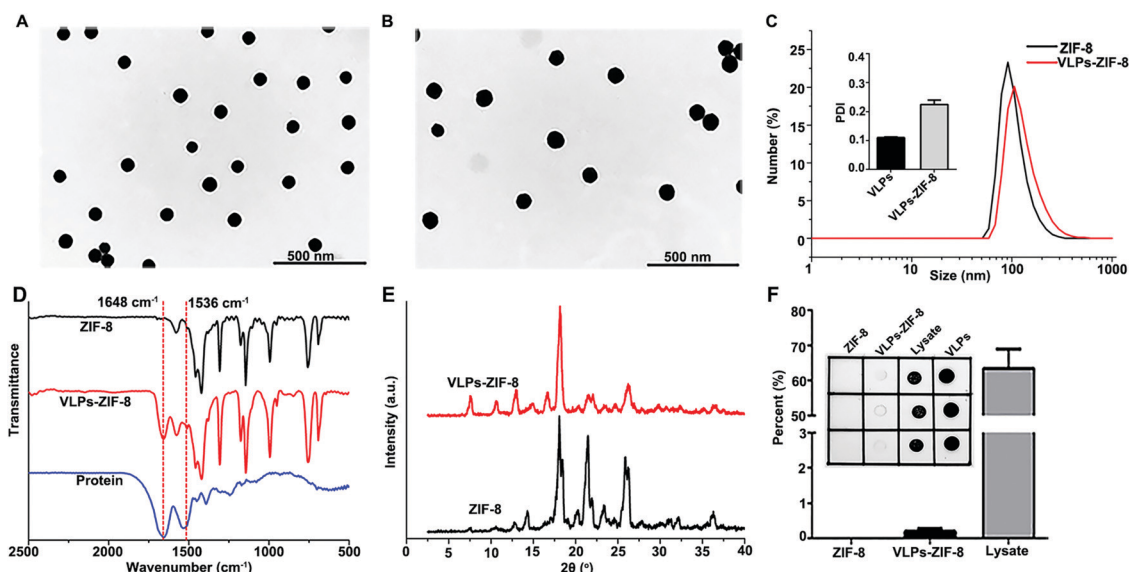 A
500 nm
B
500 nm
C
ZIF-8
VLPs-ZIF-8
25
20
15
10
5
0
Number (%)
0.4
0.3
0.2
0.1
0.0
PDI
VLPs
VLPs-ZIF-8
1
10
100
1000
Size (nm)
D
1648 cm-1
1536 cm-1
ZIF-8
VLPs-ZIF-8
Protein
Transmittance
2500
2000
1500
1000
500
Wavenumber (cm-1)
E
VLPs-ZIF-8
ZIF-8
Intensity (a.u.)
0
5
10
15
20
25
30
35
40
2θ (o)
F
80
70
60
50
3
2
1
0
Percent (%)
ZIF-8
VLPs-ZIF-8
Lysate
VLPs
ZIF-8
VLPs-ZIF-8
Lysate